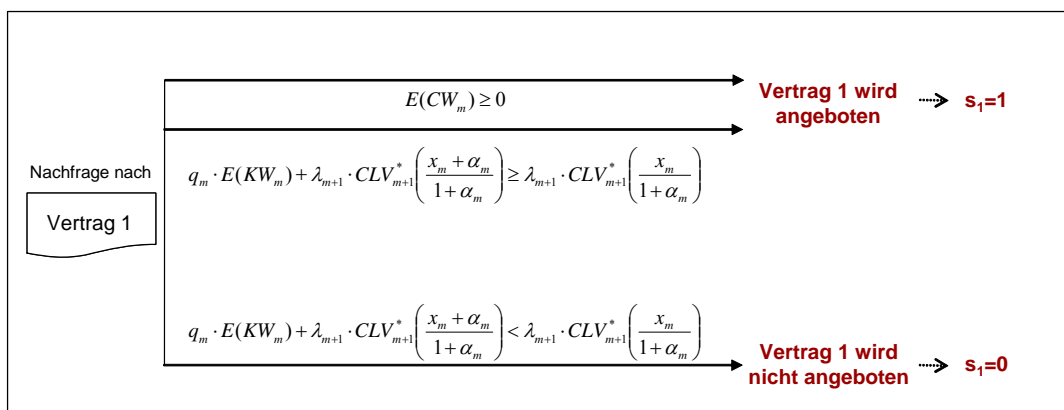 E(CW_m) ≥ 0
Vertrag 1 wird
angeboten
s_1=1
Nachfrage nach
Vertrag 1
q_m · E(KW_m) + λ_{m+1} · CLV^*_{m+1}((x_m + α_m)/(1 + α_m)) ≥ λ_{m+1} · CLV^*_{m+1}(x_m/(1 + α_m))
q_m · E(KW_m) + λ_{m+1} · CLV^*_{m+1}((x_m + α_m)/(1 + α_m)) < λ_{m+1} · CLV^*_{m+1}(x_m/(1 + α_m))
Vertrag 1 wird
nicht angeboten
s_1=0